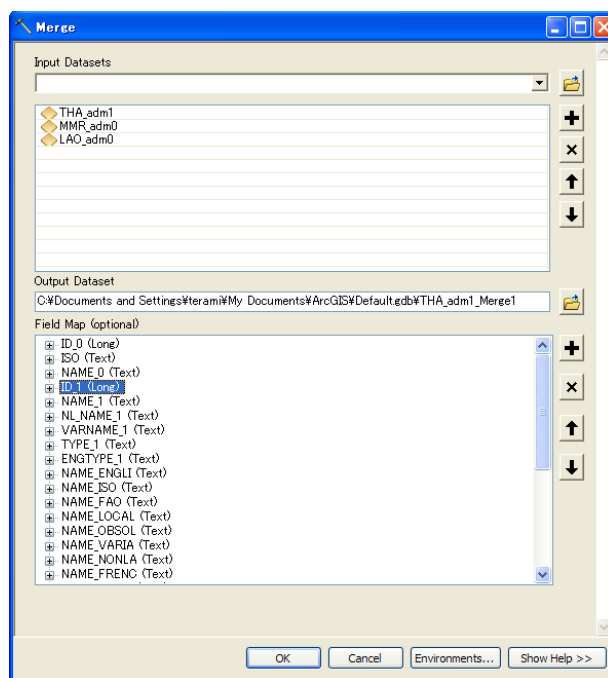 Merge
Input Datasets
THA_adm1
MMR_adm0
LAO_adm0
Output Dataset
C:¥Documents and Settings¥terami¥My Documents¥ArcGIS¥Default.gdb¥THA_adm1_Merge1
Field Map (optional)
ID_0 (Long)
ISO (Text)
NAME_0 (Text)
ID_1 (Long)
NAME_1 (Text)
NL_NAME_1 (Text)
VARNAME_1 (Text)
TYPE_1 (Text)
ENGTYPE_1 (Text)
NAME_ENGLI (Text)
NAME_ISO (Text)
NAME_FAO (Text)
NAME_LOCAL (Text)
NAME_OBSOL (Text)
NAME_VARIA (Text)
NAME_NONLA (Text)
NAME_FRENC (Text)
OK Cancel Environments... Show Help >>